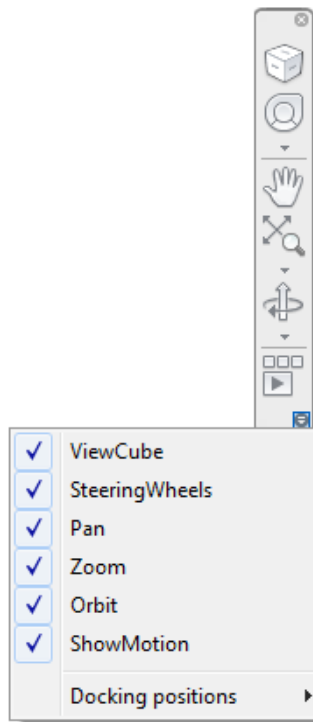 ViewCube
SteeringWheels
Pan
Zoom
Orbit
ShowMotion
Docking positions